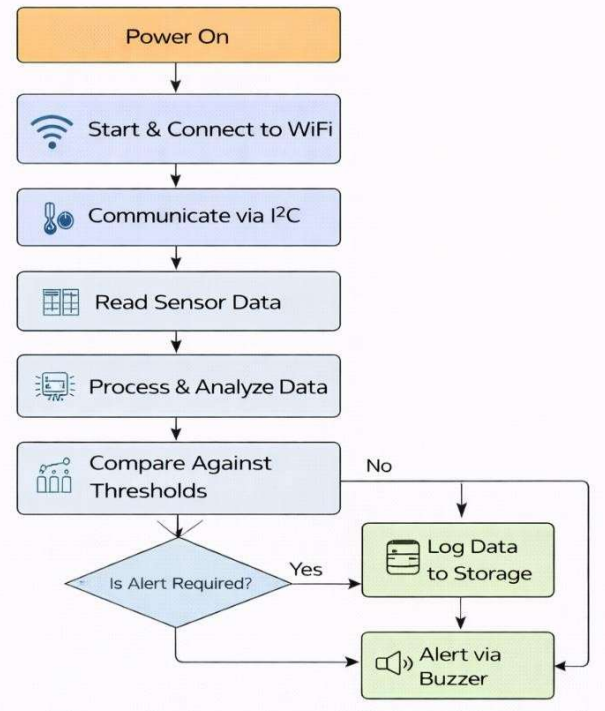 Power On
Start & Connect to WiFi
Communicate via I²C
Read Sensor Data
Process & Analyze Data
Compare Against
Thresholds
No
Is Alert Required?
Yes
Log Data
to Storage
Alert via
Buzzer